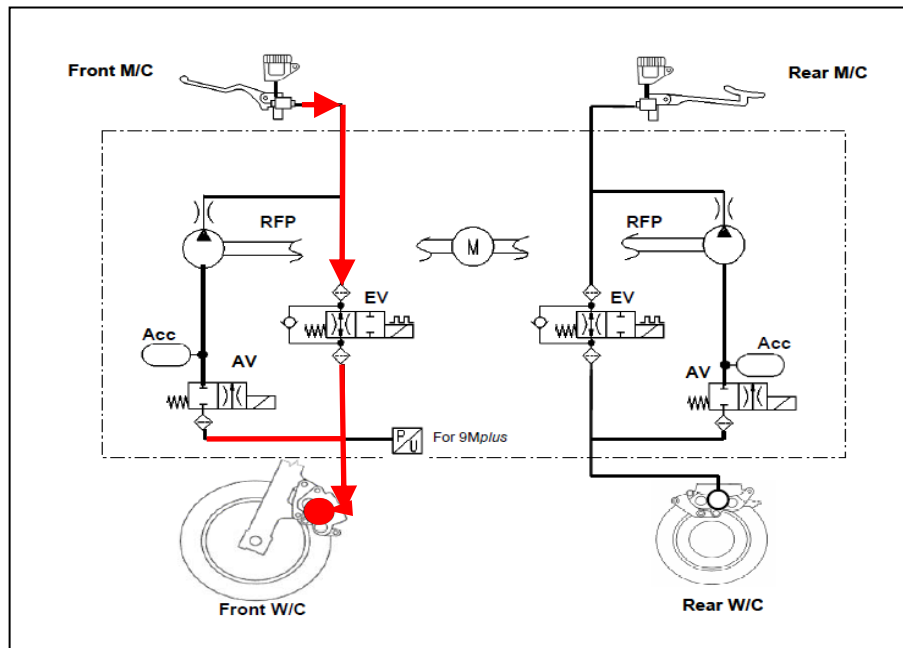 Front M/C
Rear M/C
RFP
M
RFP
EV
EV
Acc
Acc
AV
AV
P
U
For 9Mplus
Front W/C
Rear W/C